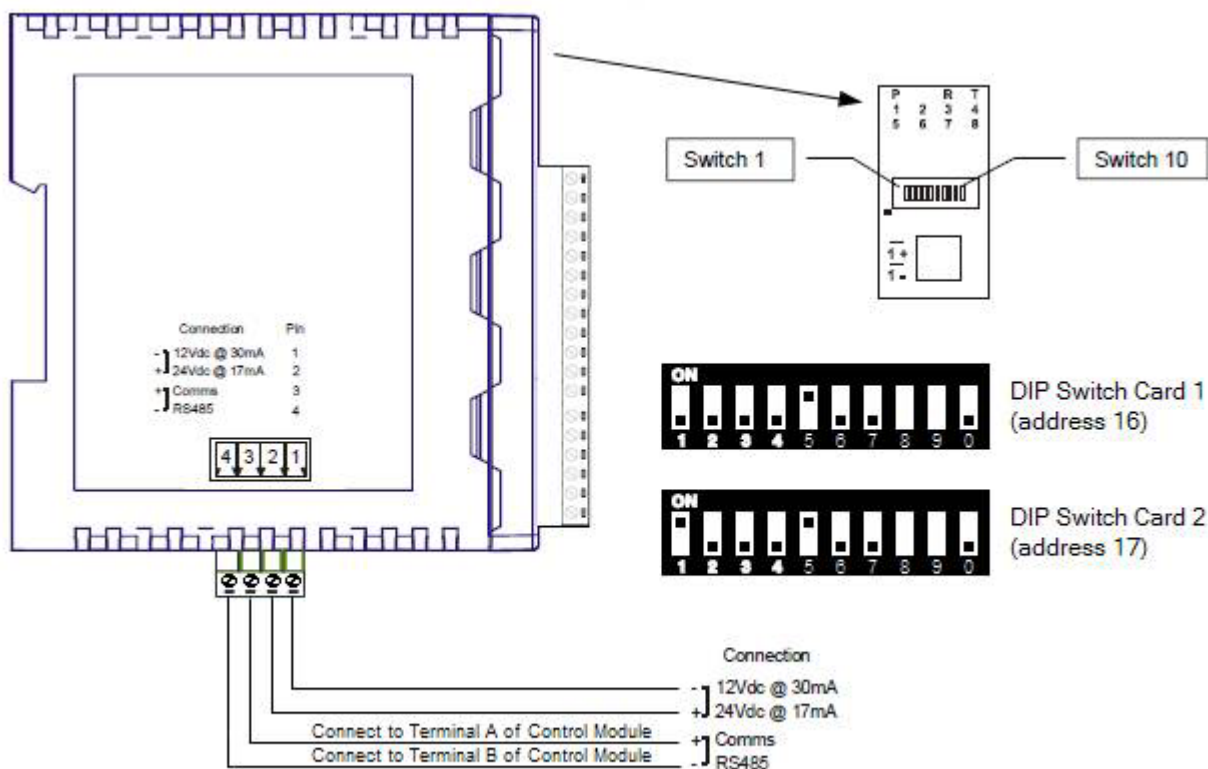 P R T
1 2 3 4
5 6 7 8
Switch 1
Switch 10
1 +
1 -
Connection Pin
- 12Vdc @ 30mA 1
+ 24Vdc @ 17mA 2
+ Comms 3
- RS485 4
4 3 2 1
ON
1 2 3 4 5 6 7 8 9 0
DIP Switch Card 1
(address 16)
ON
1 2 3 4 5 6 7 8 9 0
DIP Switch Card 2
(address 17)
Connection
- 12Vdc @ 30mA
+ 24Vdc @ 17mA
Connect to Terminal A of Control Module + Comms
Connect to Terminal B of Control Module - RS485